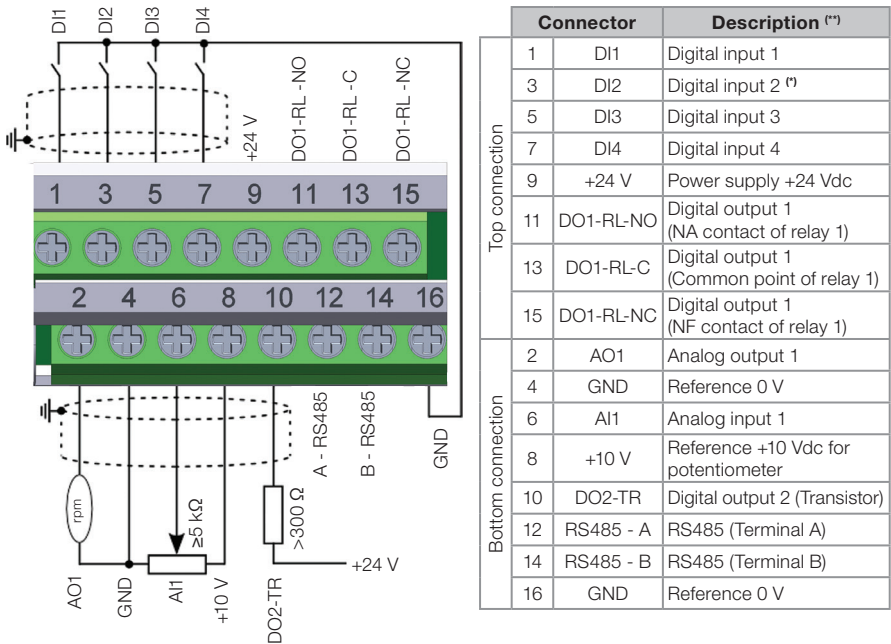 DI1
DI2
DI3
DI4
+24 V
DO1-RL -NO
DO1-RL -C
DO1-RL -NC
1 3 5 7 9 11 13 15
2 4 6 8 10 12 14 16
A - RS485
B - RS485
GND
rpm
≥5 kΩ
>300 Ω
+24 V
AO1
GND
AI1
+10 V
DO2-TR
Connector Description (**)
Top connection
1 DI1 Digital input 1
3 DI2 Digital input 2 (*)
5 DI3 Digital input 3
7 DI4 Digital input 4
9 +24 V Power supply +24 Vdc
11 DO1-RL-NO Digital output 1
(NA contact of relay 1)
13 DO1-RL-C Digital output 1
(Common point of relay 1)
15 DO1-RL-NC Digital output 1
(NF contact of relay 1)
Bottom connection
2 AO1 Analog output 1
4 GND Reference 0 V
6 AI1 Analog input 1
8 +10 V Reference +10 Vdc for
potentiometer
10 DO2-TR Digital output 2 (Transistor)
12 RS485 - A RS485 (Terminal A)
14 RS485 - B RS485 (Terminal B)
16 GND Reference 0 V